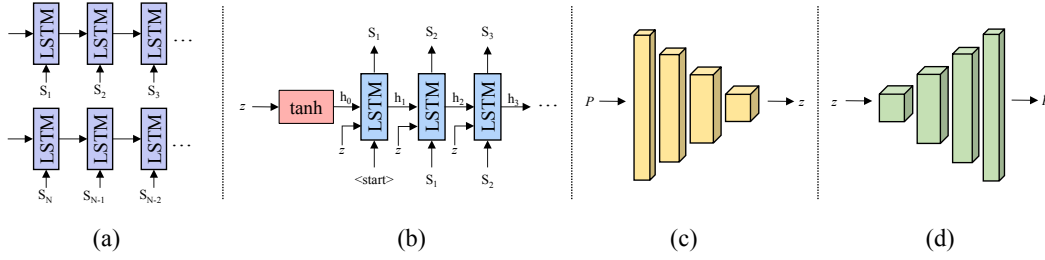 LSTM LSTM LSTM ...
S1 S2 S3
LSTM LSTM LSTM ...
SN SN-1 SN-2
(a)
S1 S2 S3
z tanh h0 LSTM h1 LSTM h2 LSTM h3 ...
z z z
<start> S1 S2
(b)
P z
(c)
z
(d)